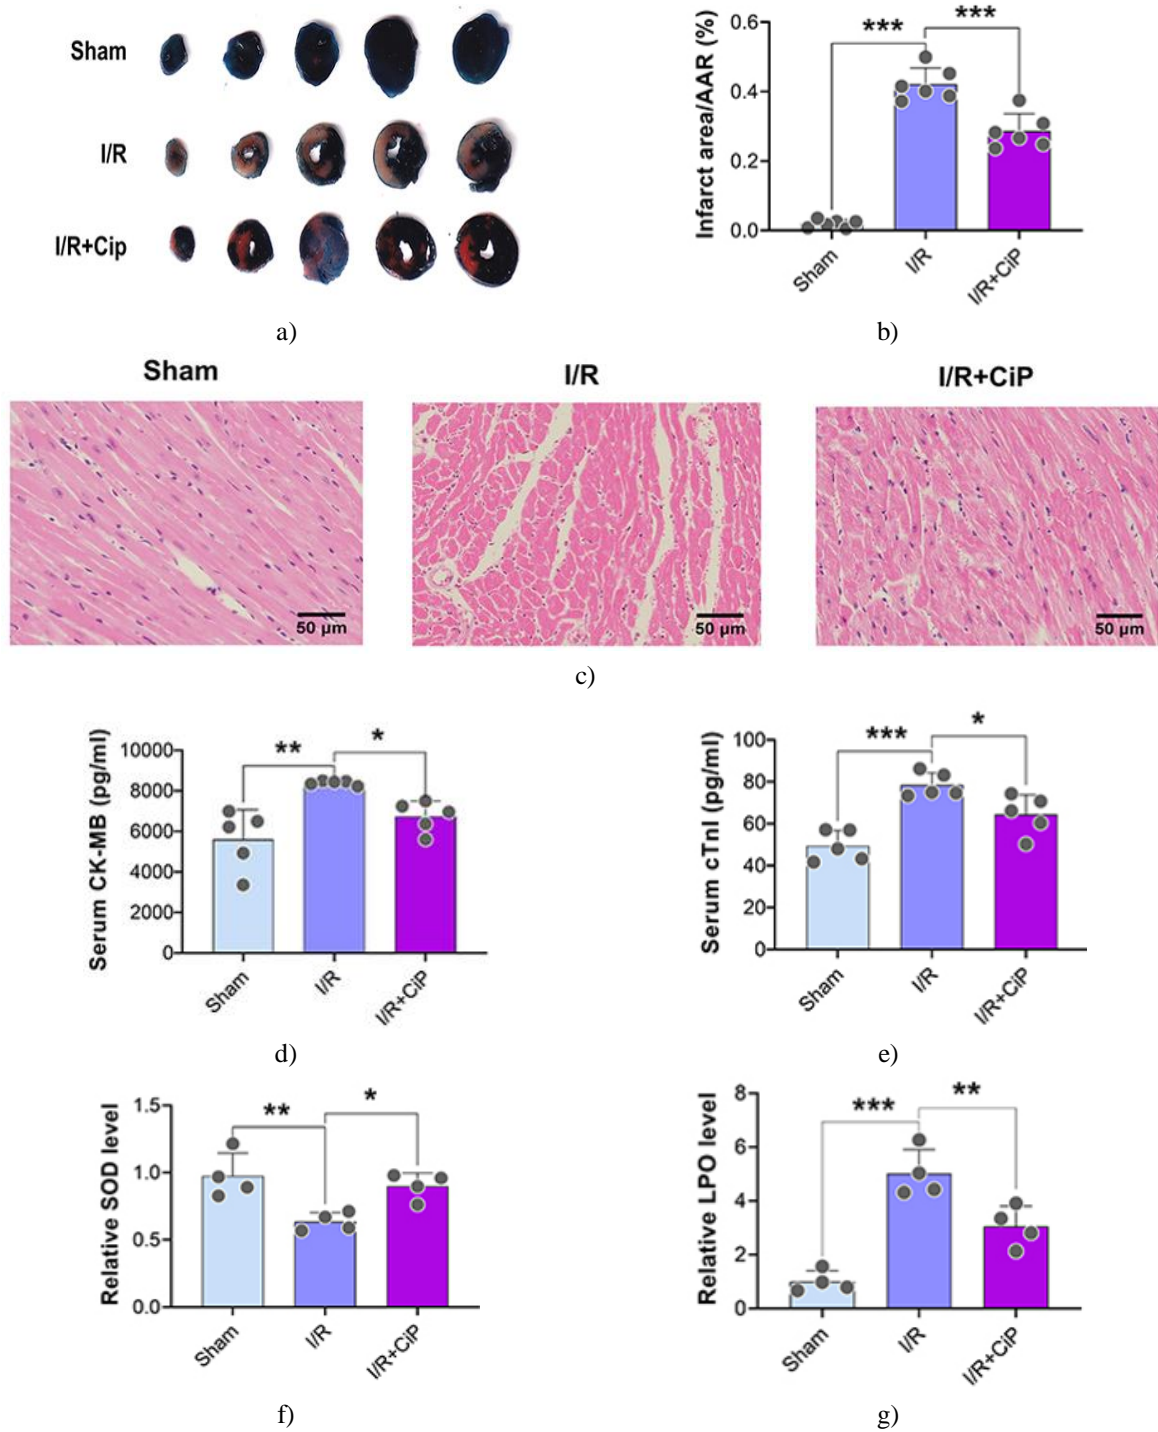 Sham
I/R
I/R+Cip
a)
Infarct area/AAR (%)
0.6
0.4
0.2
0.0
***
***
Sham
I/R
I/R+CiP
b)
Sham
I/R
I/R+CiP
50 μm
50 μm
50 μm
c)
Serum CK-MB (pg/ml)
10000
8000
6000
4000
2000
0
**
*
Sham
I/R
I/R+CiP
d)
Serum cTnI (pg/ml)
100
80
60
40
20
0
***
*
Sham
I/R
I/R+CiP
e)
Relative SOD level
1.5
1.0
0.5
0.0
**
*
Sham
I/R
I/R+CiP
f)
Relative LPO level
8
6
4
2
0
***
**
Sham
I/R
I/R+CiP
g)